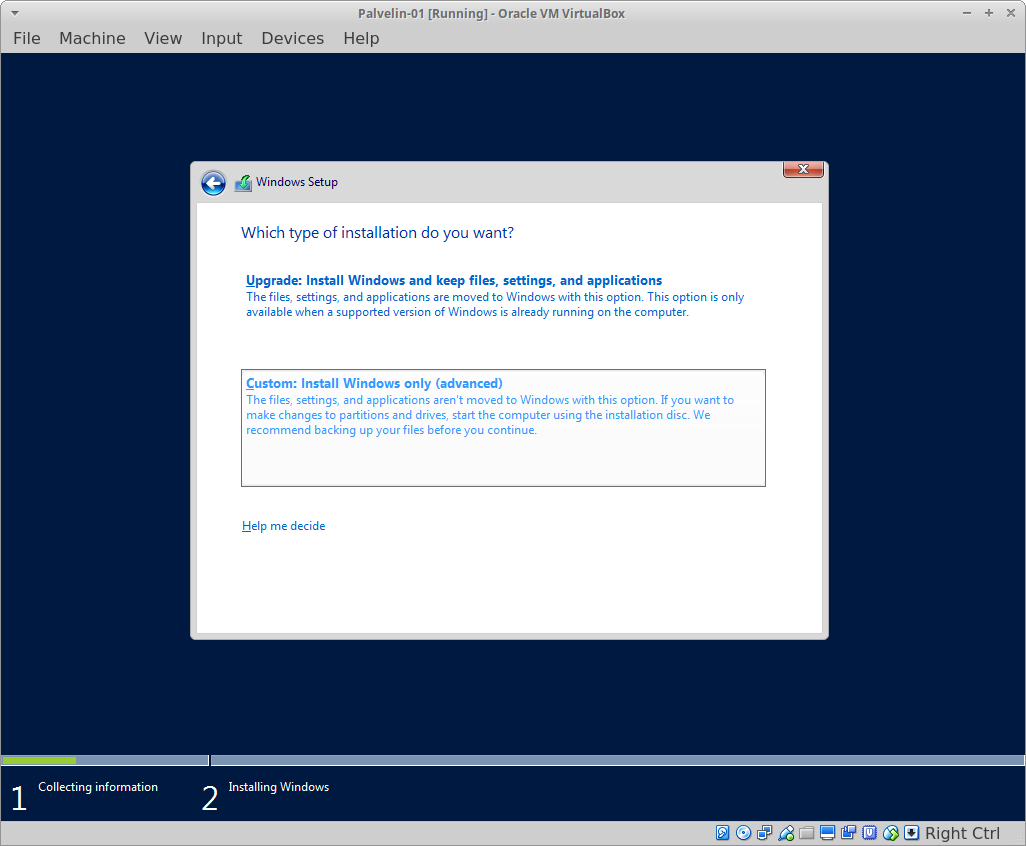 Palvelin-01 [Running] - Oracle VM VirtualBox
File Machine View Input Devices Help
Windows Setup
Which type of installation do you want?
Upgrade: Install Windows and keep files, settings, and applications
The files, settings, and applications are moved to Windows with this option. This option is only
available when a supported version of Windows is already running on the computer.
Custom: Install Windows only (advanced)
The files, settings, and applications aren't moved to Windows with this option. If you want to
make changes to partitions and drives, start the computer using the installation disc. We
recommend backing up your files before you continue.
Help me decide
1 Collecting information 2 Installing Windows
Right Ctrl